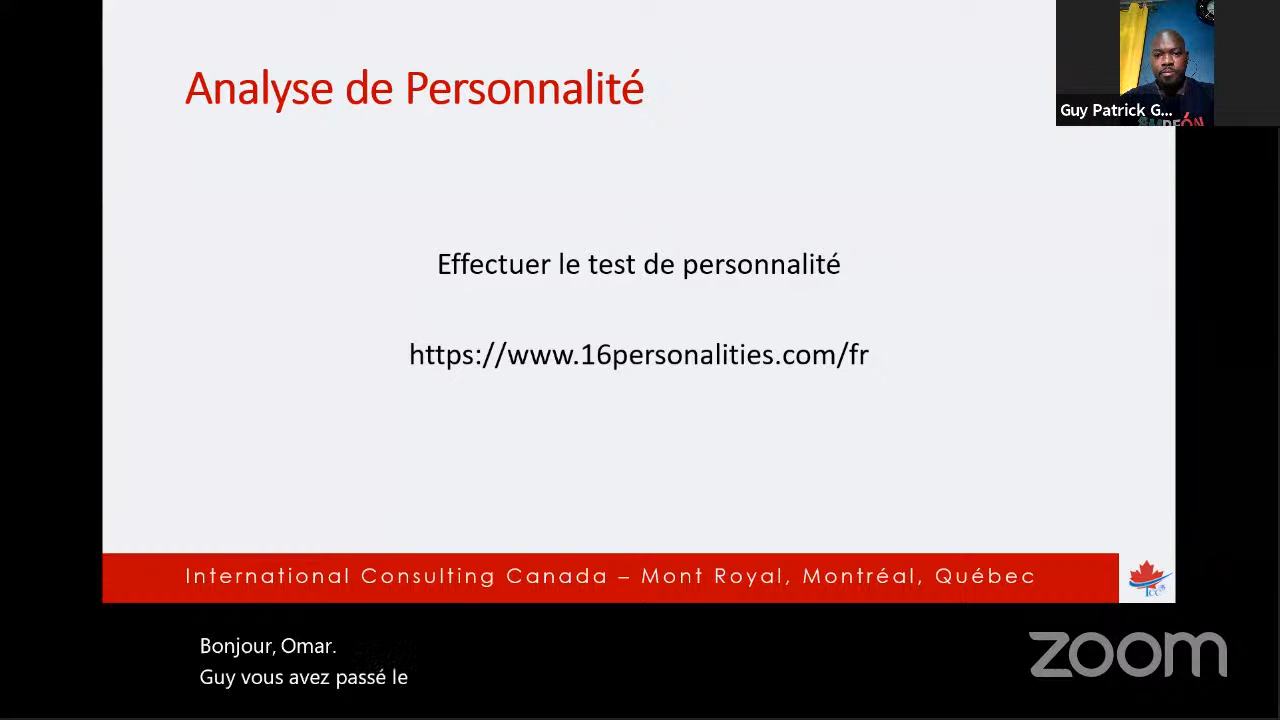 Analyse de Personnalité
Guy Patrick G...
Effectuer le test de personnalité
https://www.16personalities.com/fr
International Consulting Canada – Mont Royal, Montréal, Québec
Bonjour, Omar.
Guy vous avez passé le
zoom